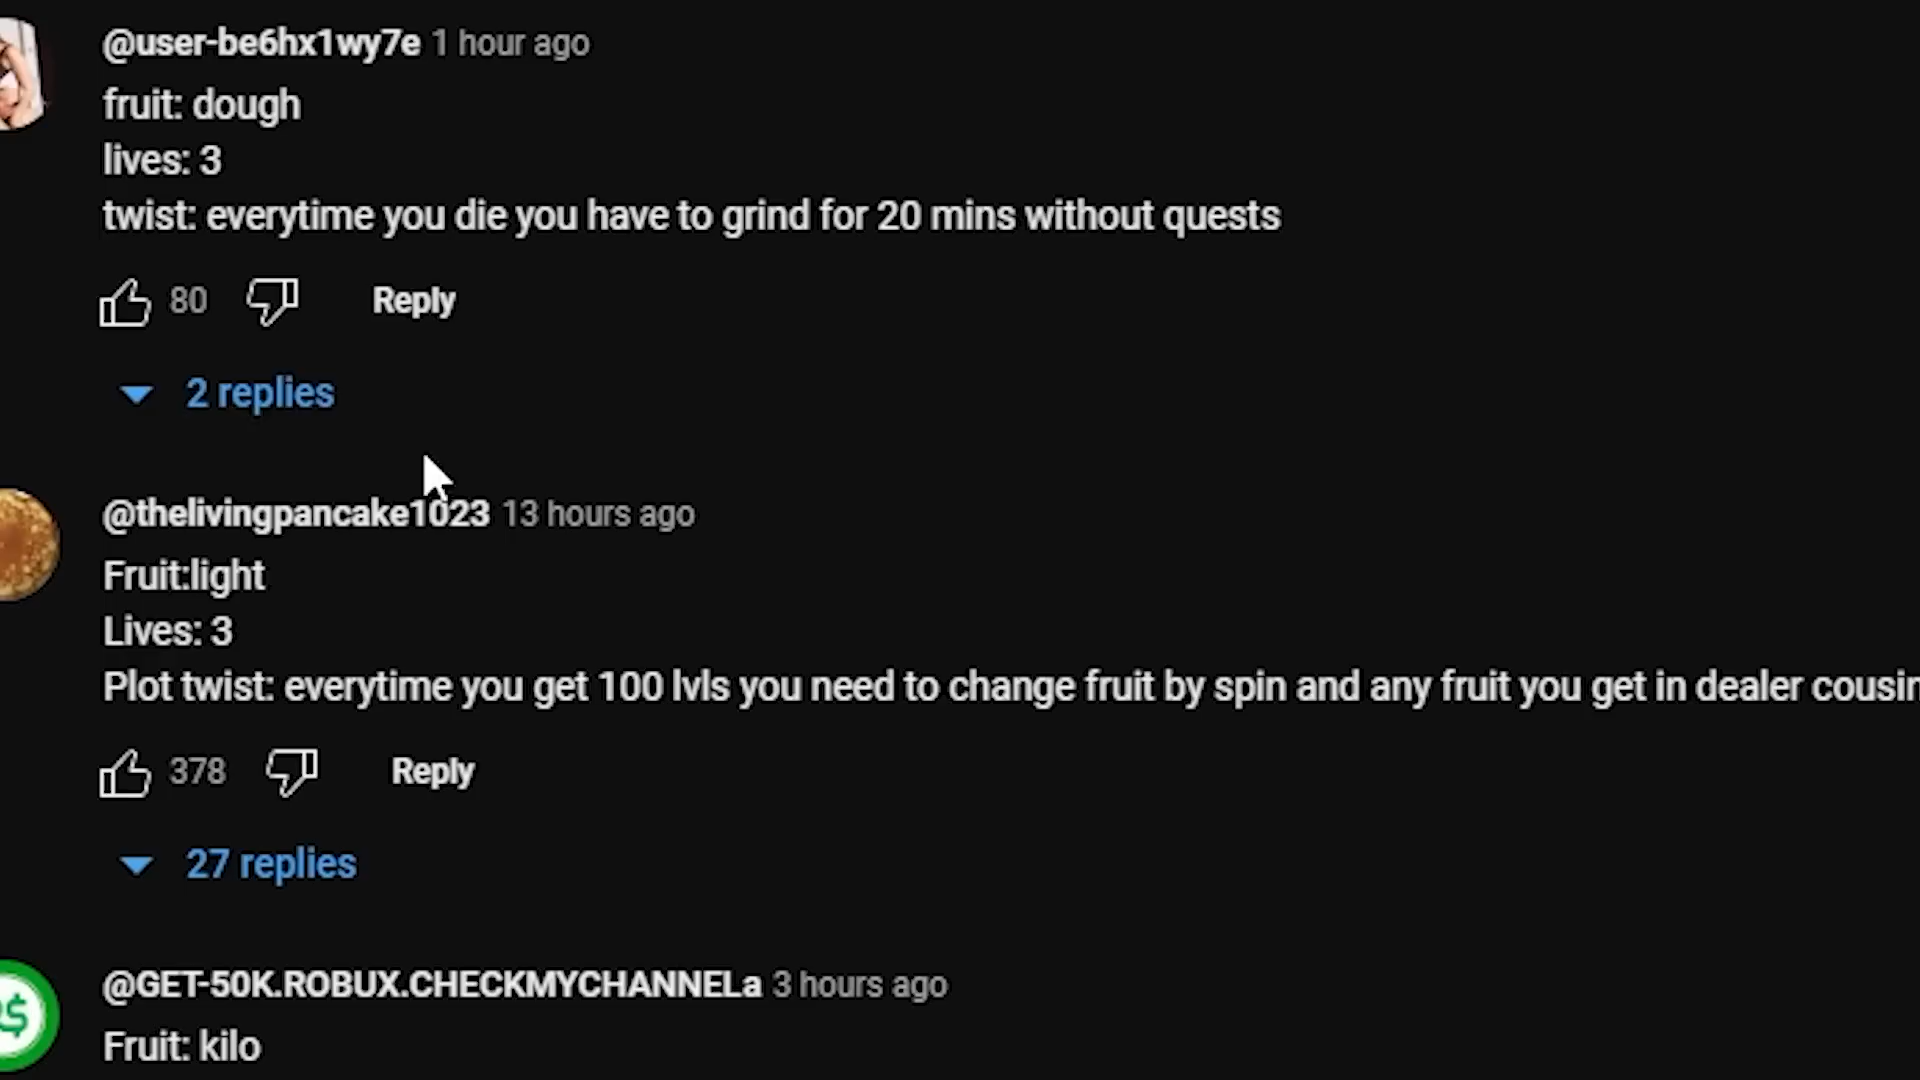 @user-be6hx1wy7e 1 hour ago
fruit: dough
lives: 3
twist: everytime you die you have to grind for 20 mins without quests
80 Reply
2 replies
@thelivingpancake1023 13 hours ago
Fruit:light
Lives: 3
Plot twist: everytime you get 100 lvls you need to change fruit by spin and any fruit you get in dealer
378 Reply
27 replies
@GET-50K.ROBUX.CHECKMYCHANNELa 3 hours ago
Fruit: kilo